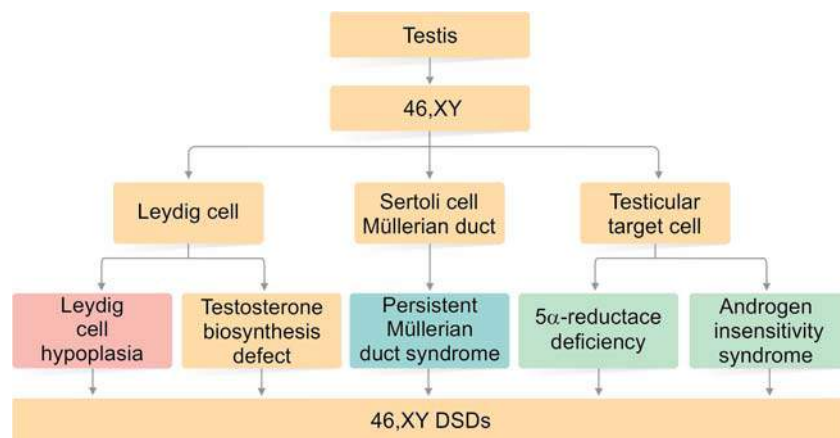 Testis
46,XY
Leydig cell
Sertoli cell
Müllerian duct
Testicular
target cell
Leydig
cell
hypoplasia
Testosterone
biosynthesis
defect
Persistent
Müllerian
duct syndrome
5α-reductace
deficiency
Androgen
insensitivity
syndrome
46,XY DSDs